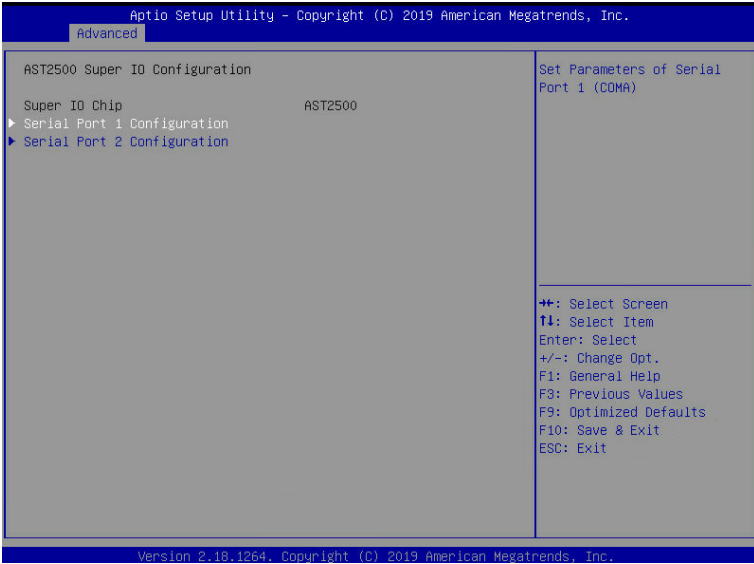 Aptio Setup Utility – Copyright (C) 2019 American Megatrends, Inc.
Advanced
AST2500 Super IO Configuration
Super IO Chip AST2500
▶ Serial Port 1 Configuration
▶ Serial Port 2 Configuration
Set Parameters of Serial
Port 1 (COMA)
→←: Select Screen
↑↓: Select Item
Enter: Select
+/-: Change Opt.
F1: General Help
F3: Previous Values
F9: Optimized Defaults
F10: Save & Exit
ESC: Exit
Version 2.18.1264. Copyright (C) 2019 American Megatrends, Inc.